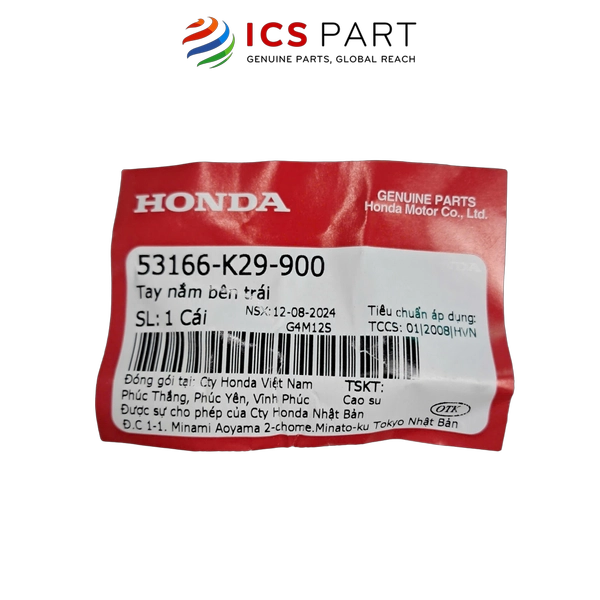 ICS PART
GENUINE PARTS, GLOBAL REACH
HONDA
GENUINE PARTS
Honda Motor Co., Ltd.
53166-K29-900
Tay nắm bên trái
NSX: 12-08-2024
Tiêu chuẩn áp dụng:
SL: 1 Cái
G4M12S
TCCS: 01|2008|HVN
Đóng gói tại: Cty Honda Việt Nam
TSKT:
Phúc Thắng, Phúc Yên, Vĩnh Phúc
Cao su
Được sự cho phép của Cty Honda Nhật Bản
OTK
Đ.C 1-1. Minami Aoyama 2-chome.Minato-ku Tokyo Nhật Bản